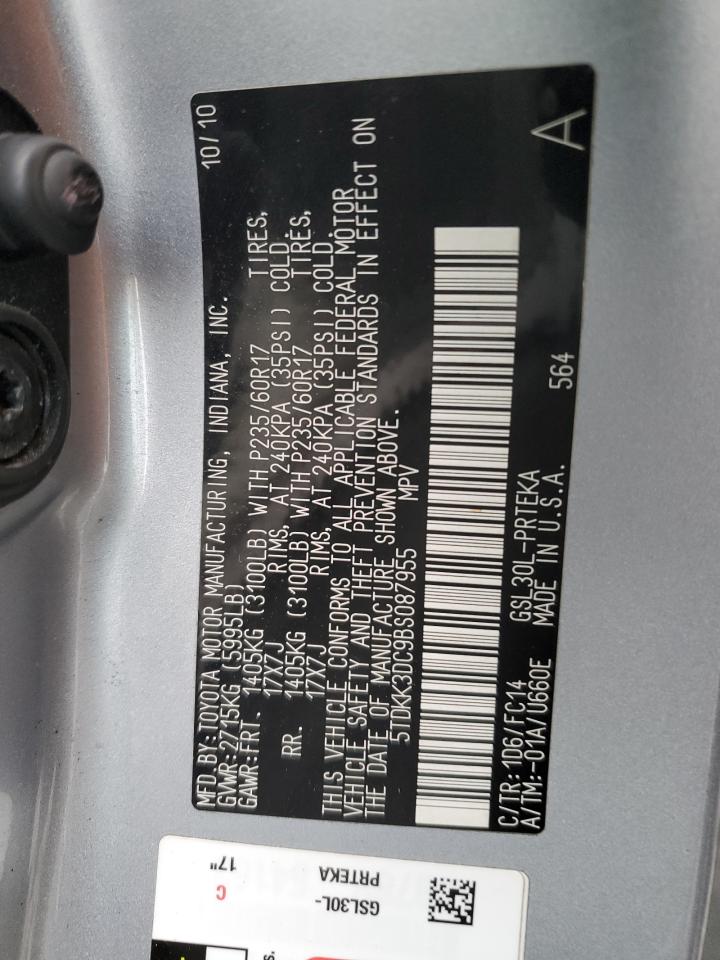 MFD. BY: TOYOTA MOTOR MANUFACTURING, INDIANA, INC. 10/10
GVWR: 2715KG (5995LB)
GAWR: FRT. 1405KG (3100LB) WITH P235/60R17 TIRES,
17X7J RIMS, AT 240KPA (35PSI) COLD.
RR. 1405KG (3100LB) WITH P235/60R17 TIRES,
17X7J RIMS, AT 240KPA (35PSI) COLD.
THIS VEHICLE CONFORMS TO ALL APPLICABLE FEDERAL MOTOR
VEHICLE SAFETY AND THEFT PREVENTION STANDARDS IN EFFECT ON
THE DATE OF MANUFACTURE SHOWN ABOVE.
5TDKK3DC9BS087955 MPV
C/TR: 1D6/FC14 GSL30L-PRTEKA 564 A
A/TM:-01A/U660E MADE IN U.S.A.
GSL30L-
PRTEKA
C
17"